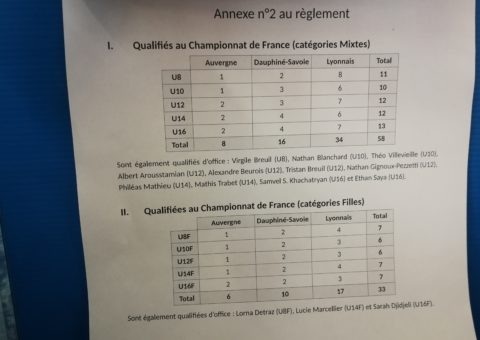 Annexe n°2 au règlement
I. Qualifiés au Championnat de France (catégories Mixtes)
Auvergne Dauphiné-Savoie Lyonnais Total
U8 1 2 8 11
U10 1 3 6 10
U12 2 3 7 12
U14 2 4 6 12
U16 2 4 7 13
Total 8 16 34 58
Sont également qualifiés d'office : Virgile Breuil (U8), Nathan Blanchard (U10), Théo Villevieille (U10),
Albert Arousstamian (U12), Alexandre Beurois (U12), Tristan Breuil (U12), Nathan Gignoux-Pezzetti (U12),
Philéas Mathieu (U14), Mathis Trabet (U14), Samvel S. Khachatryan (U16) et Ethan Saya (U16).
II. Qualifiées au Championnat de France (catégories Filles)
Auvergne Dauphiné-Savoie Lyonnais Total
U8F 1 2 4 7
U10F 1 2 3 6
U12F 1 2 3 6
U14F 1 2 4 7
U16F 2 2 3 7
Total 6 10 17 33
Sont également qualifiées d'office : Lorna Detraz (U8F), Lucie Marcellier (U14F) et Sarah Djidjeli (U16F).